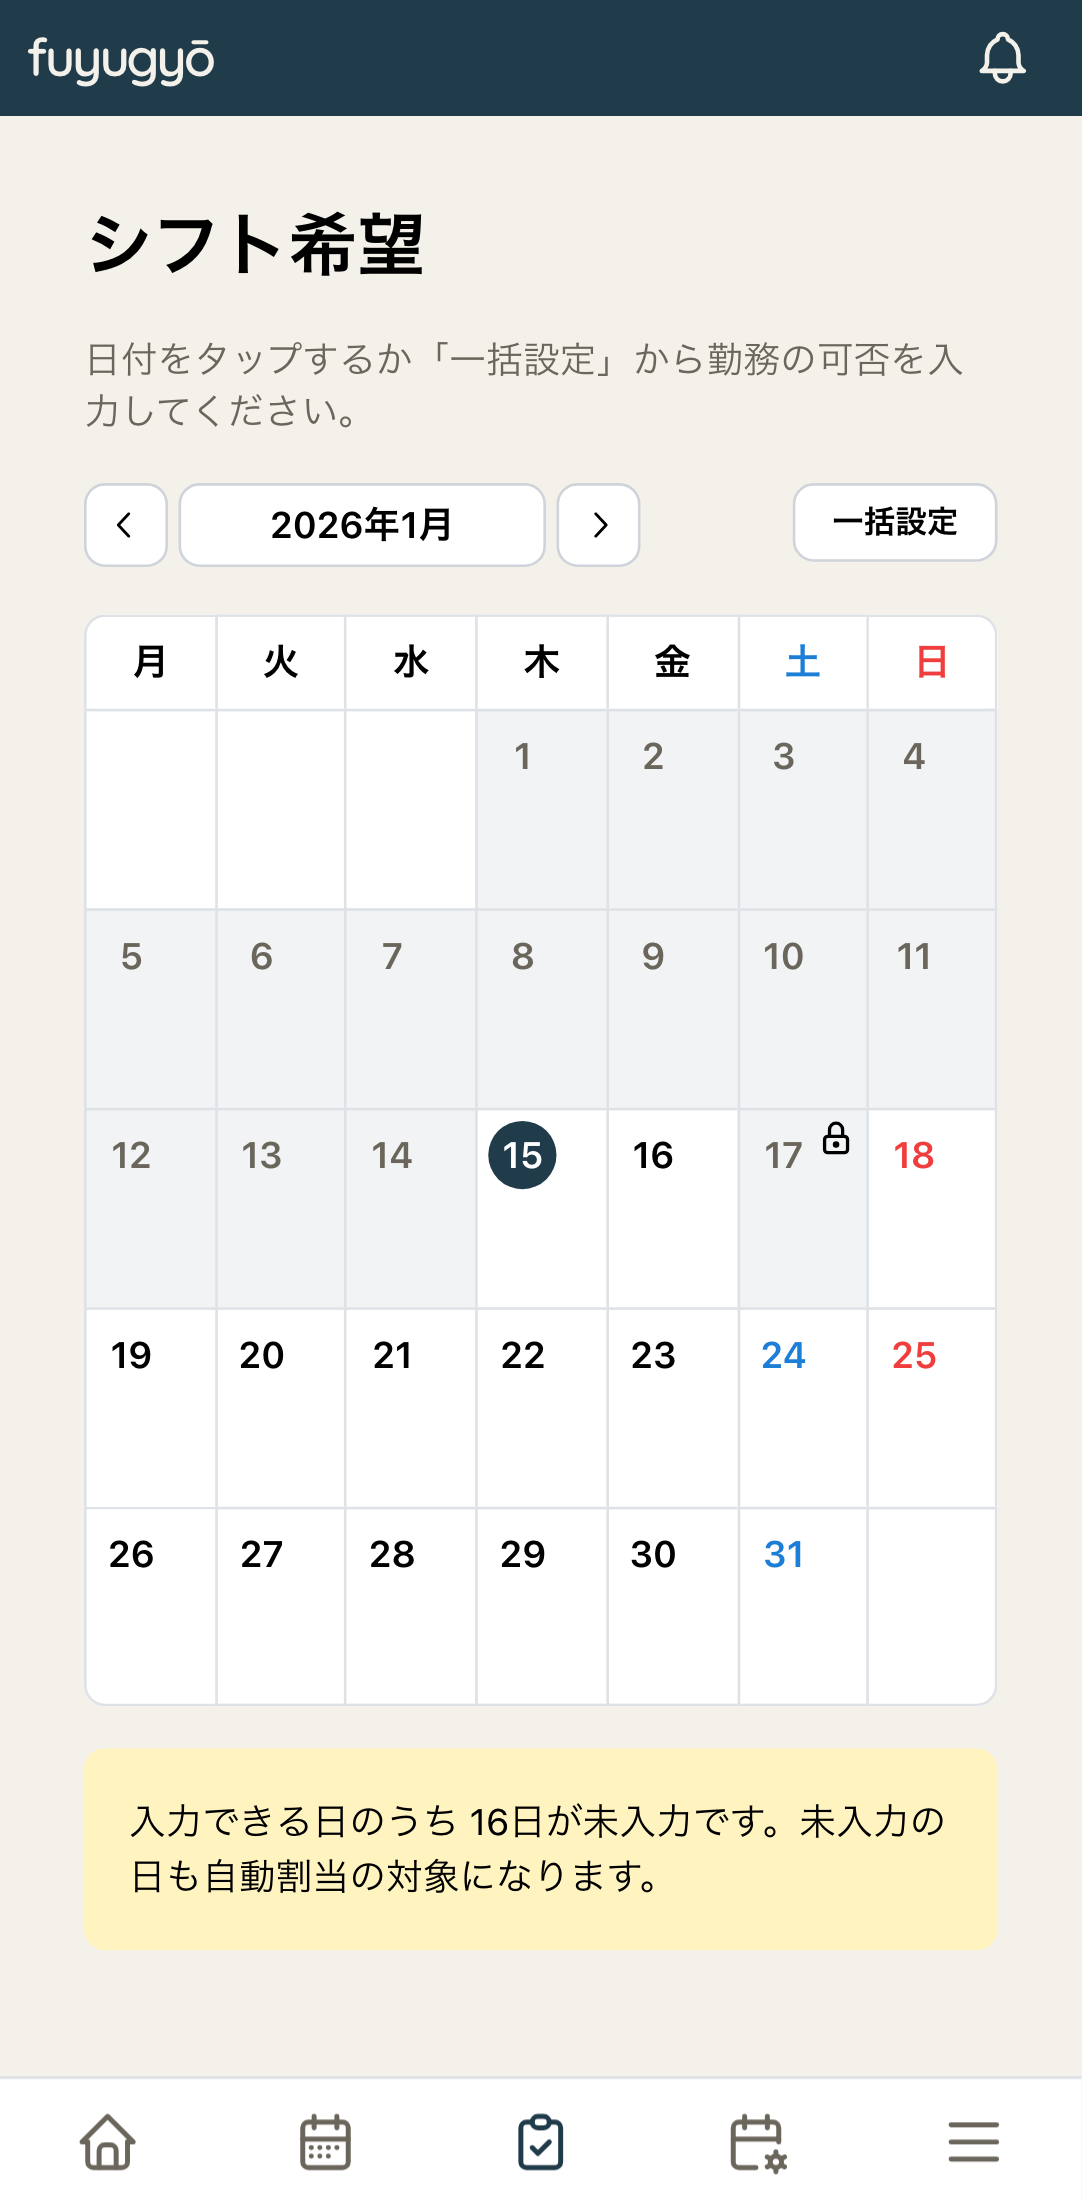 fuyugyō
シフト希望
日付をタップするか「一括設定」から勤務の可否を入
力してください。
2026年1月
一括設定
月 火 水 木 金 土 日
1 2 3 4
5 6 7 8 9 10 11
12 13 14 15 16 17 18
19 20 21 22 23 24 25
26 27 28 29 30 31
入力できる日のうち 16日が未入力です。未入力の
日も自動割当の対象になります。